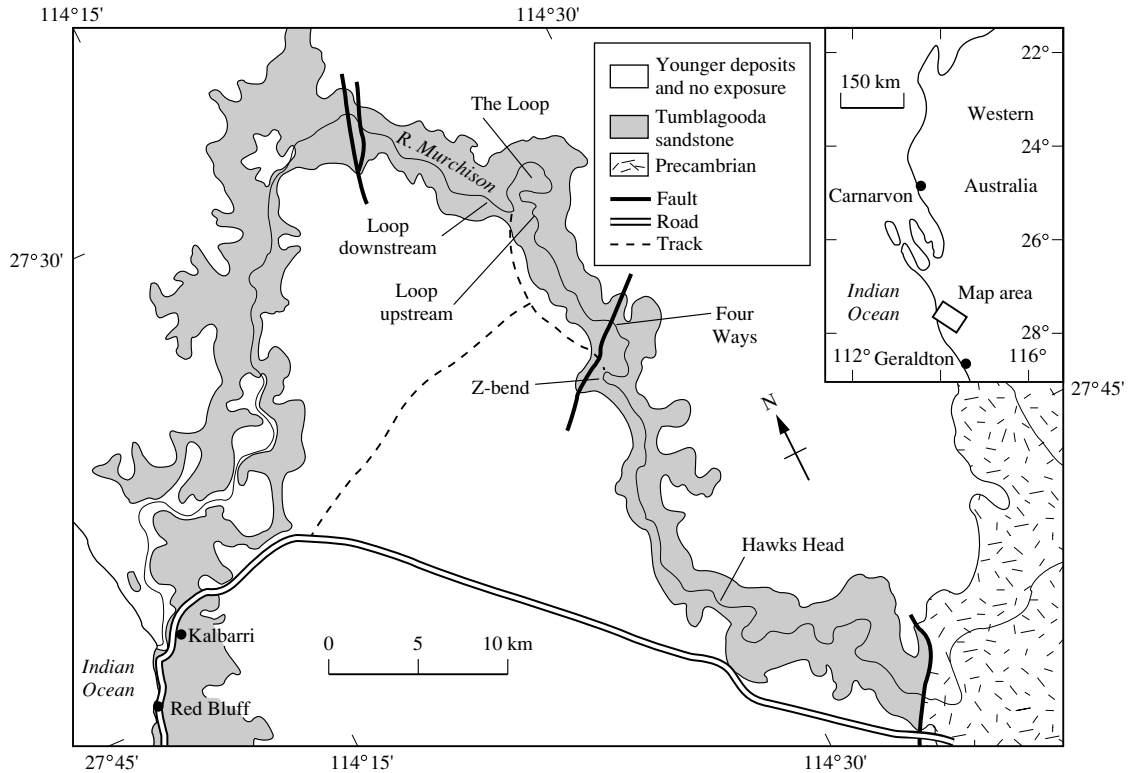 114°15'
114°30'
Younger deposits
and no exposure
Tumblagooda
sandstone
Precambrian
Fault
Road
Track
22°
150 km
Western
24°
Australia
Carnarvon
26°
Indian
Ocean
Map area
28°
112°
Geraldton
116°
The Loop
R. Murchison
Loop
downstream
27°30'
Loop
upstream
Four
Ways
Z-bend
27°45'
N
Hawks Head
0
5
10 km
Kalbarri
Indian
Ocean
Red Bluff
27°45'
114°15'
114°30'